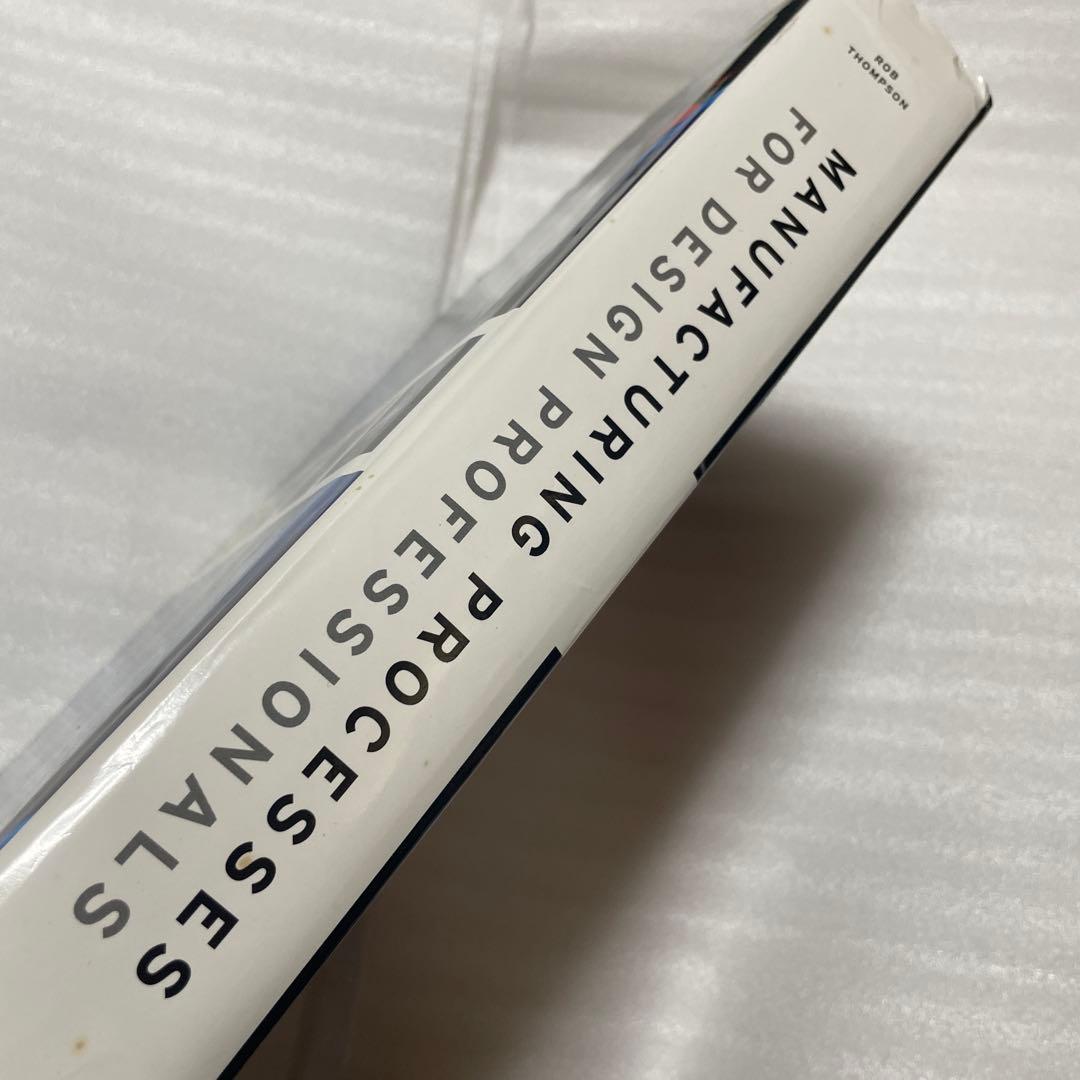 ROB
THOMPSON
MANUFACTURING PROCESSES
FOR DESIGN PROFESSIONALS